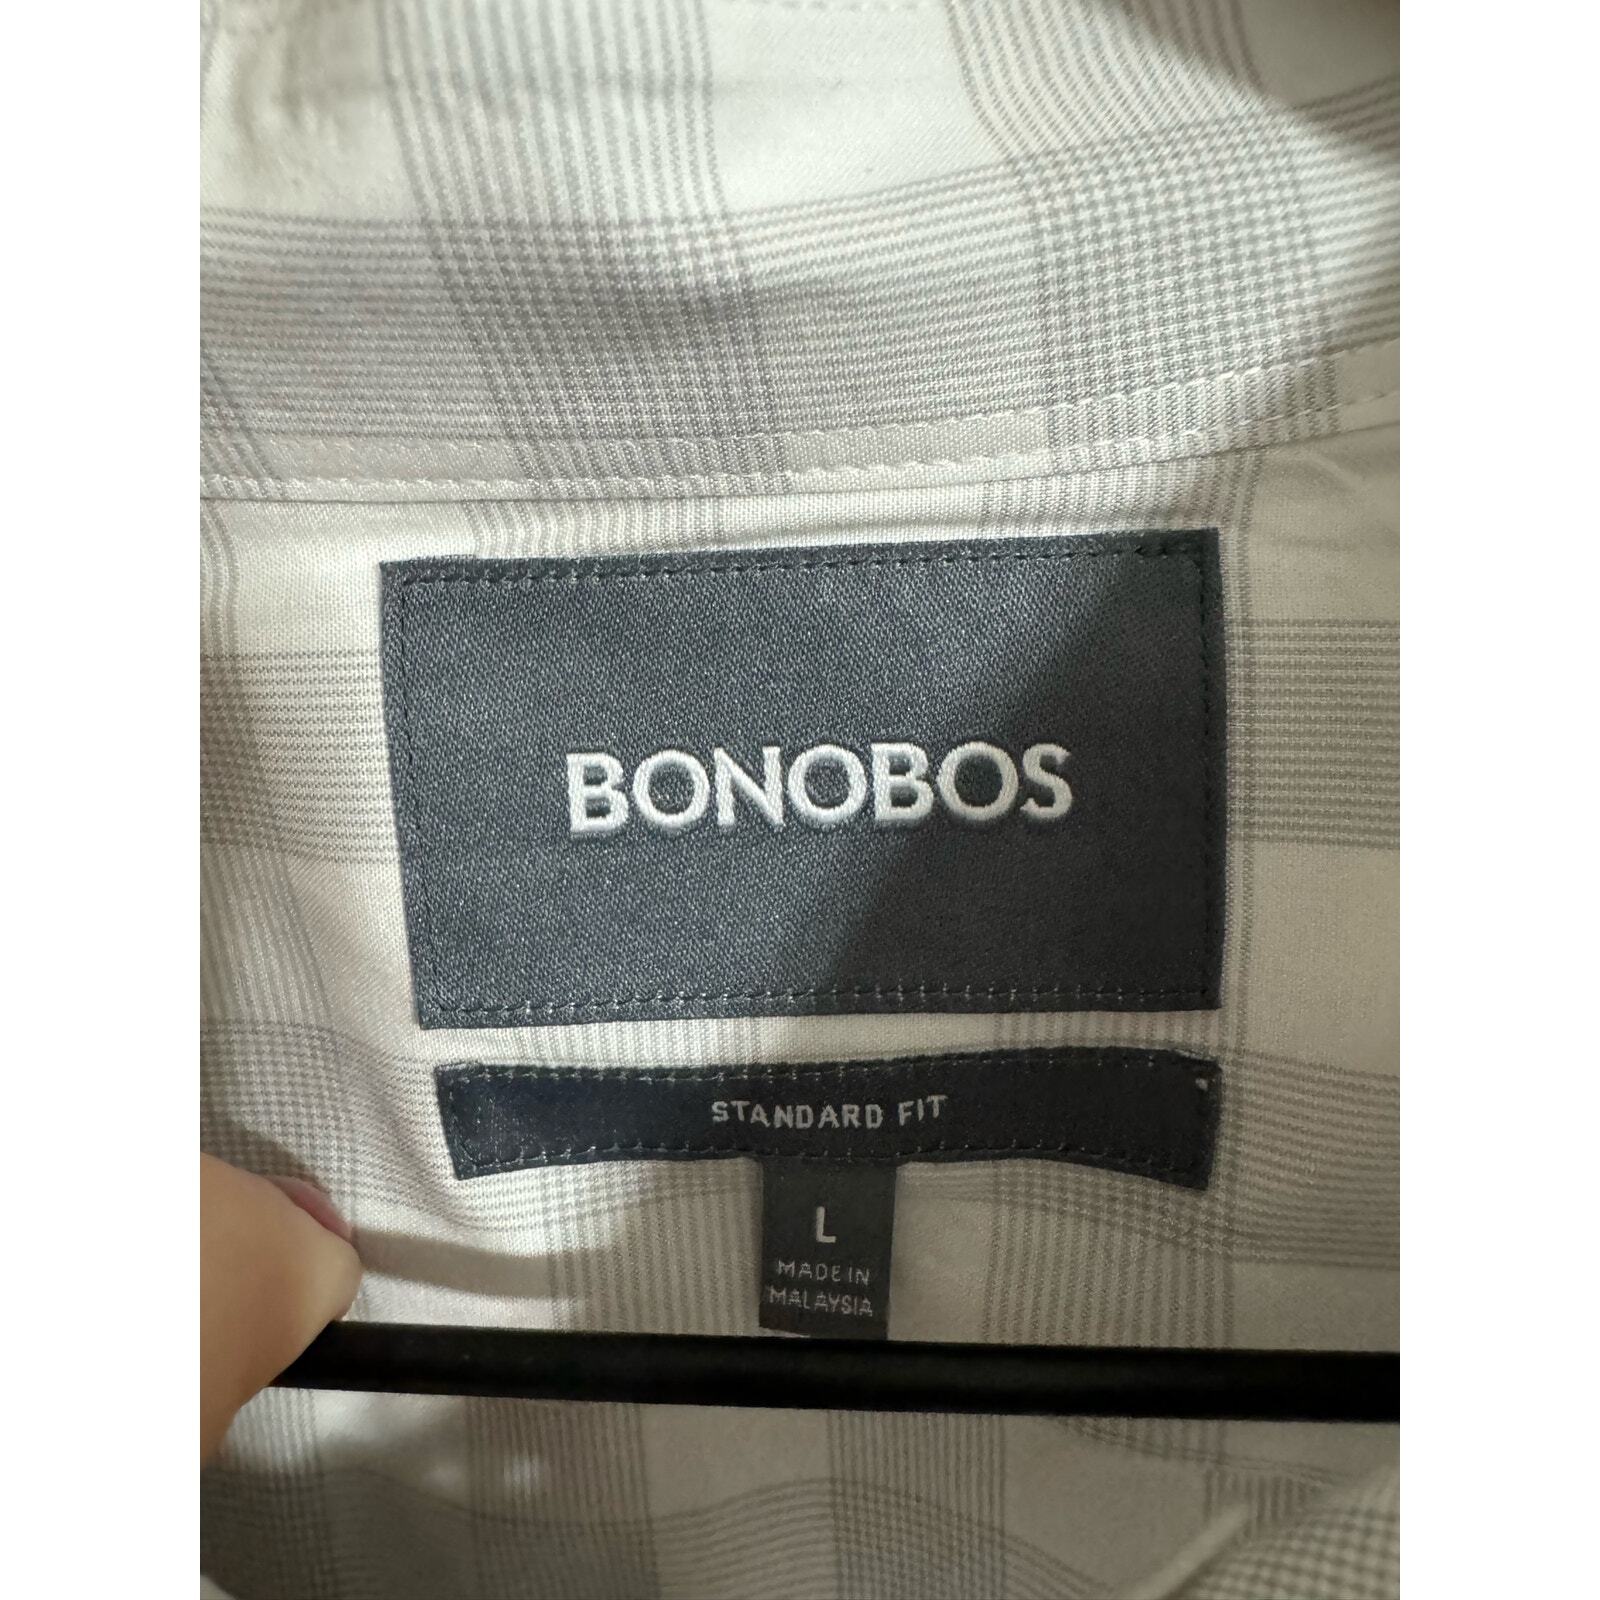 BONOBOS
STANDARD FIT
L
MADE IN
MALAYSIA